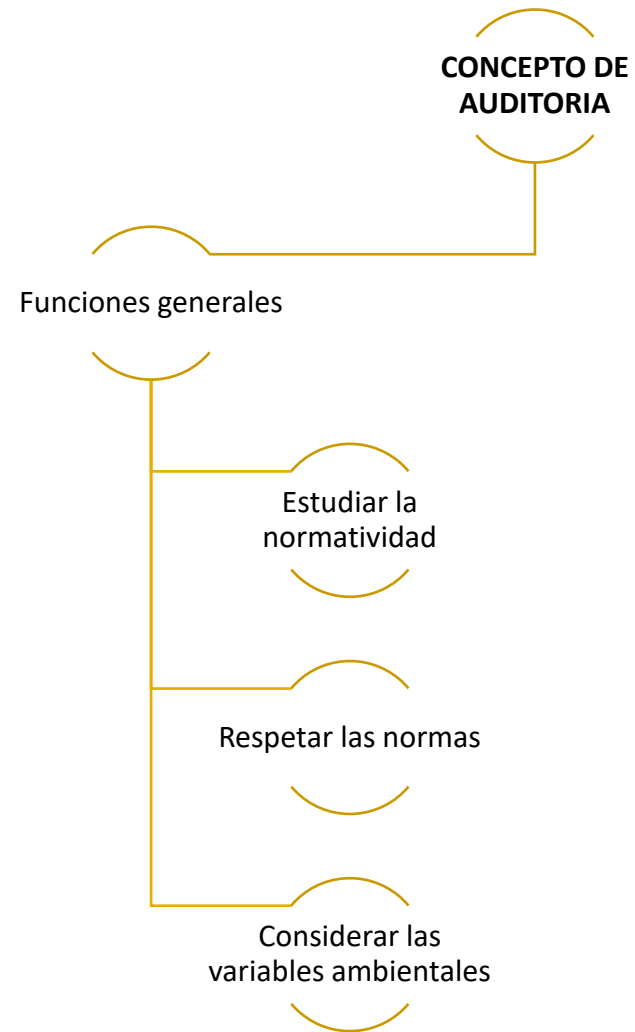 CONCEPTO DE
AUDITORIA
Funciones generales
Estudiar la
normatividad
Respetar las normas
Considerar las
variables ambientales